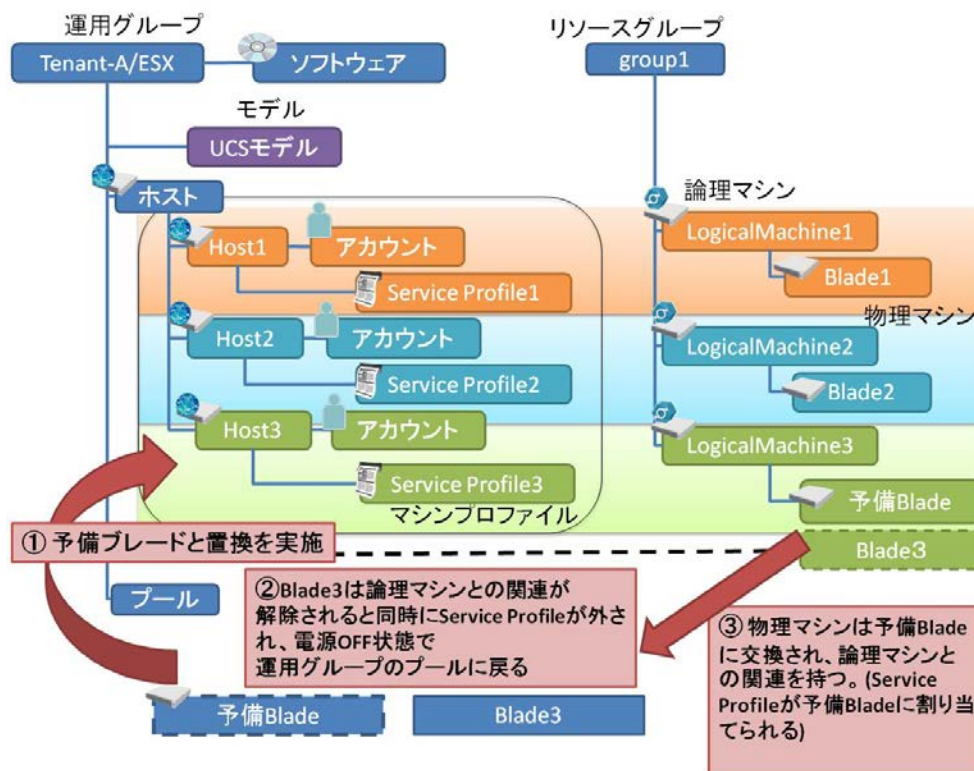 運用グループ
リソースグループ
Tenant-A/ESX
ソフトウェア
group1
モデル
UCSモデル
ホスト
論理マシン
Host1
アカウント
LogicalMachine1
Service Profile1
Blade1
物理マシン
Host2
アカウント
LogicalMachine2
Service Profile2
Blade2
Host3
アカウント
LogicalMachine3
Service Profile3
マシンプロファイル
予備Blade
Blade3
① 予備ブレードと置換を実施
プール
②Blade3は論理マシンとの関連が
解除されると同時にService Profileが外さ
れ、電源OFF状態で
運用グループのプールに戻る
③ 物理マシンは予備Blade
に交換され、論理マシンと
の関連を持つ。(Service
Profileが予備Bladeに割り当
てられる)
予備Blade
Blade3